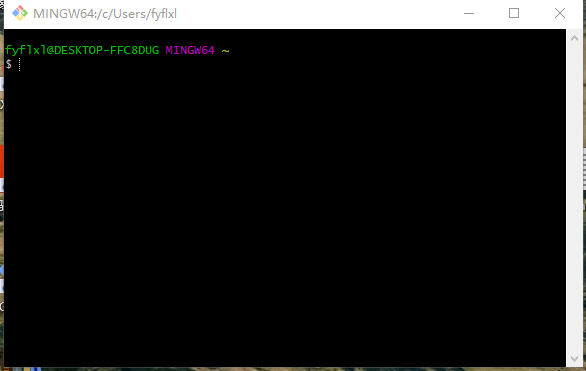 MINGW64:/c/Users/fyflxl
fyflxl@DESKTOP-FFC8DUG MINGW64 ~
$